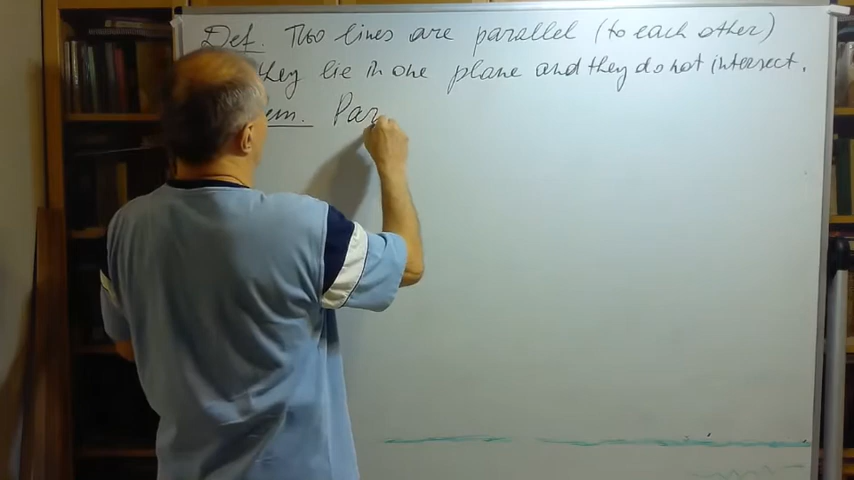 Def. Two lines are parallel (to each other)
they lie in one plane and they do not intersect.
em. Par